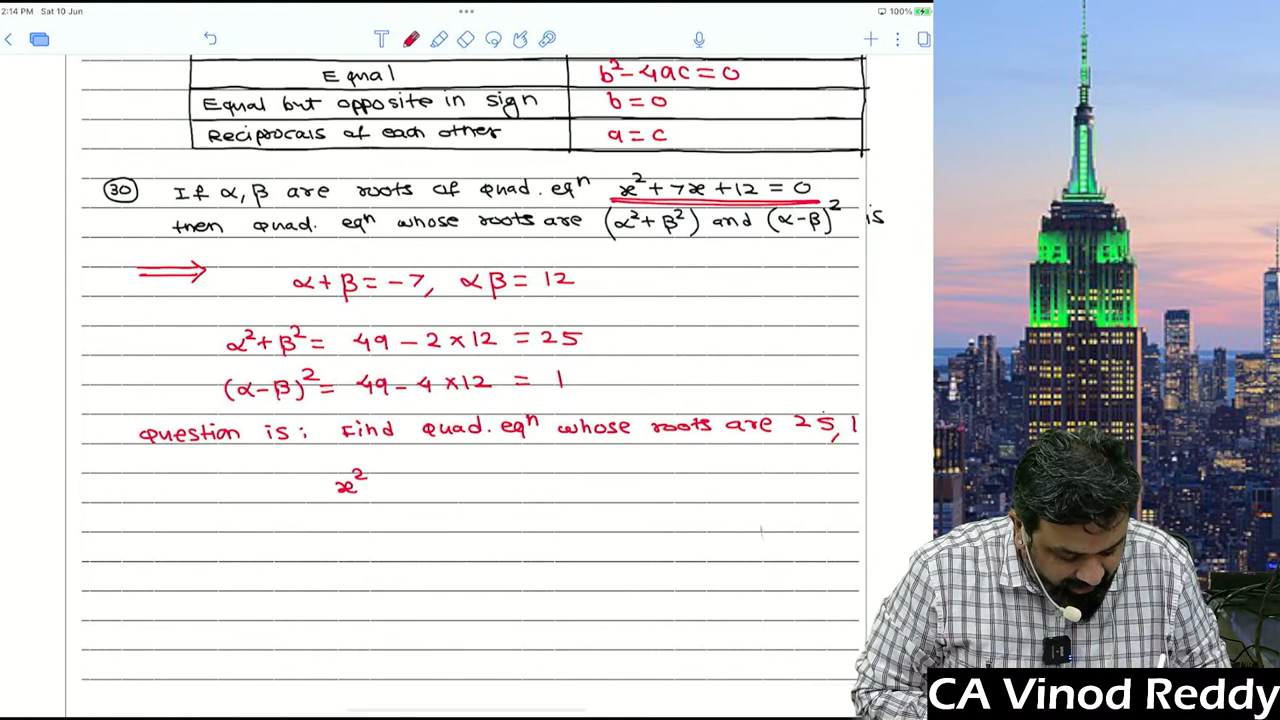 2:14 PM Sat 10 Jun
100%
Equal b² - 4ac = 0
Equal but opposite in sign b = 0
Reciprocals of each other a = c
30 If α, β are roots of quad. eqⁿ x² + 7x + 12 = 0
then quad. eqⁿ whose roots are (α² + β²) and (α - β)² is
α + β = -7, αβ = 12
α² + β² = 49 - 2 × 12 = 25
(α - β)² = 49 - 4 × 12 = 1
question is: Find quad. eqⁿ whose roots are 25, 1
x²
CA Vinod Reddy